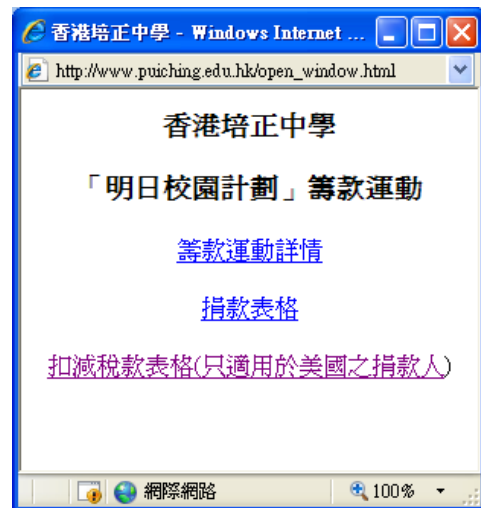 香港培正中學 - Windows Internet ...
http://www.puiching.edu.hk/open_window.html
香港培正中學
「明日校園計劃」籌款運動
籌款運動詳情
捐款表格
扣減稅款表格(只適用於美國之捐款人)
網際網路
100%